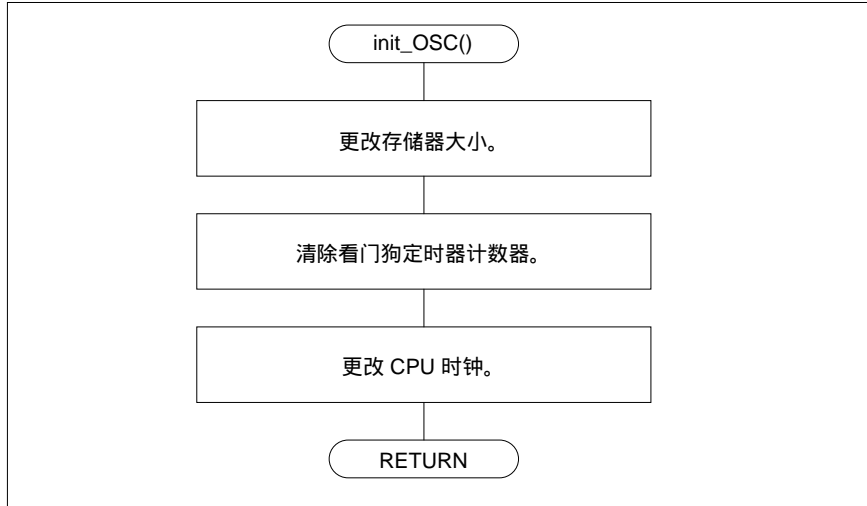 init_OSC()
更改存储器大小。
清除看门狗定时器计数器。
更改 CPU 时钟。
RETURN